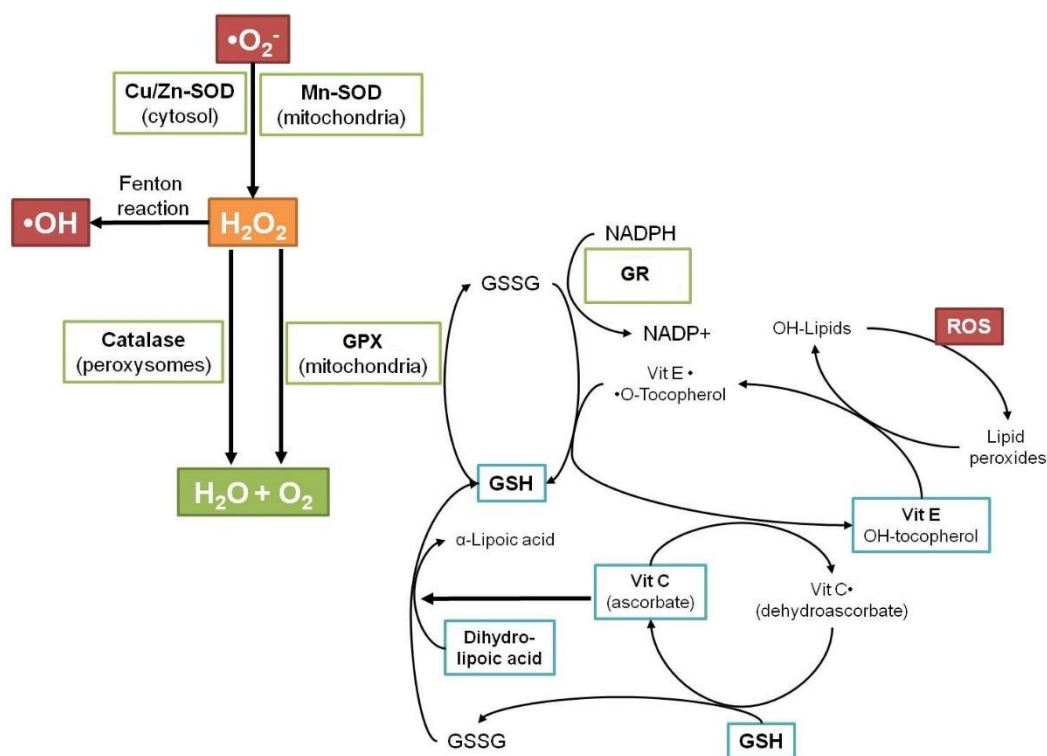 •O₂⁻
Cu/Zn-SOD
(cytosol)
Mn-SOD
(mitochondria)
Fenton
reaction
•OH
H₂O₂
NADPH
GR
GSSG
NADP+
OH-Lipids
ROS
Catalase
(peroxysomes)
GPX
(mitochondria)
Vit E •
•O-Tocopherol
Lipid
peroxides
H₂O + O₂
GSH
Vit E
OH-tocopherol
α-Lipoic acid
Vit C
(ascorbate)
Vit C•
(dehydroascorbate)
Dihydro-
lipoic acid
GSSG
GSH